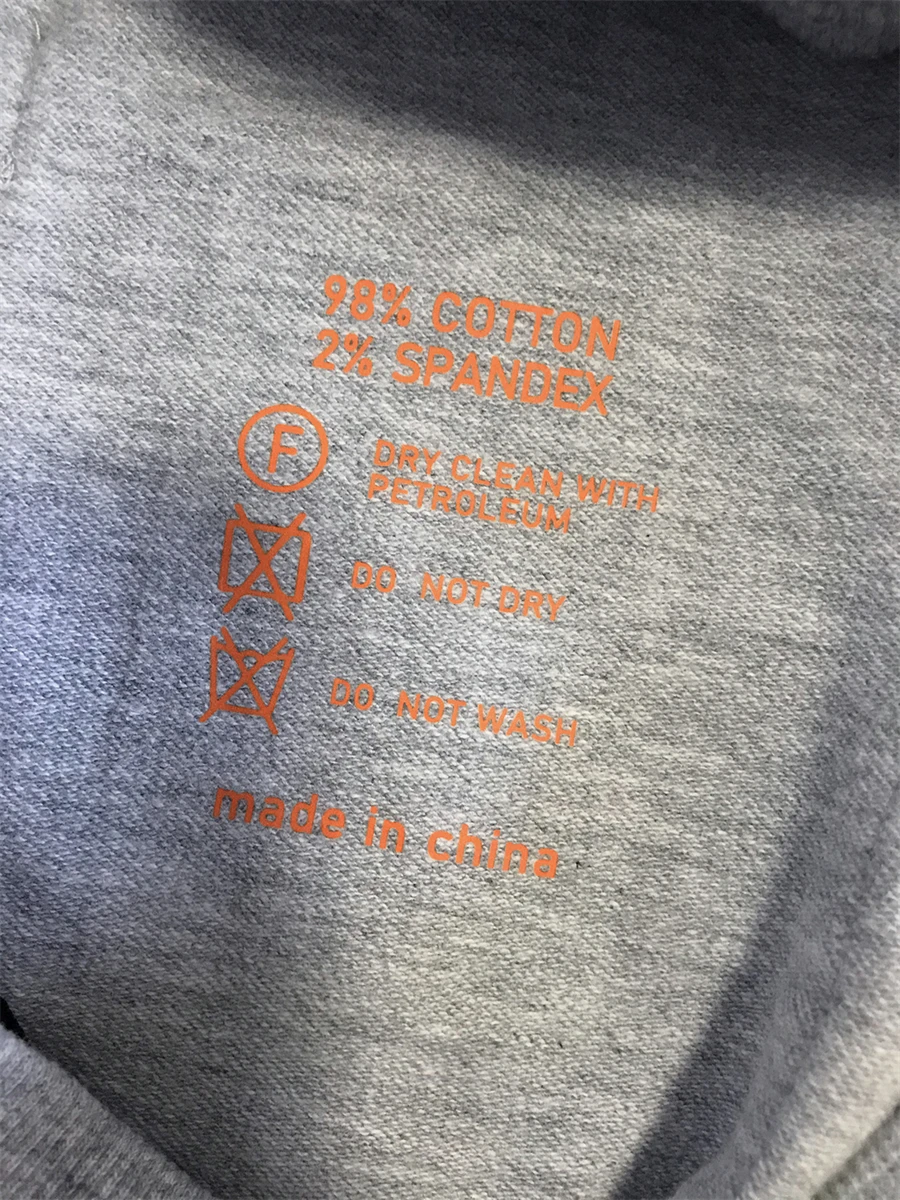 98% COTTON
2% SPANDEX
F
DRY CLEAN WITH
PETROLEUM
DO NOT DRY
DO NOT WASH
made in china